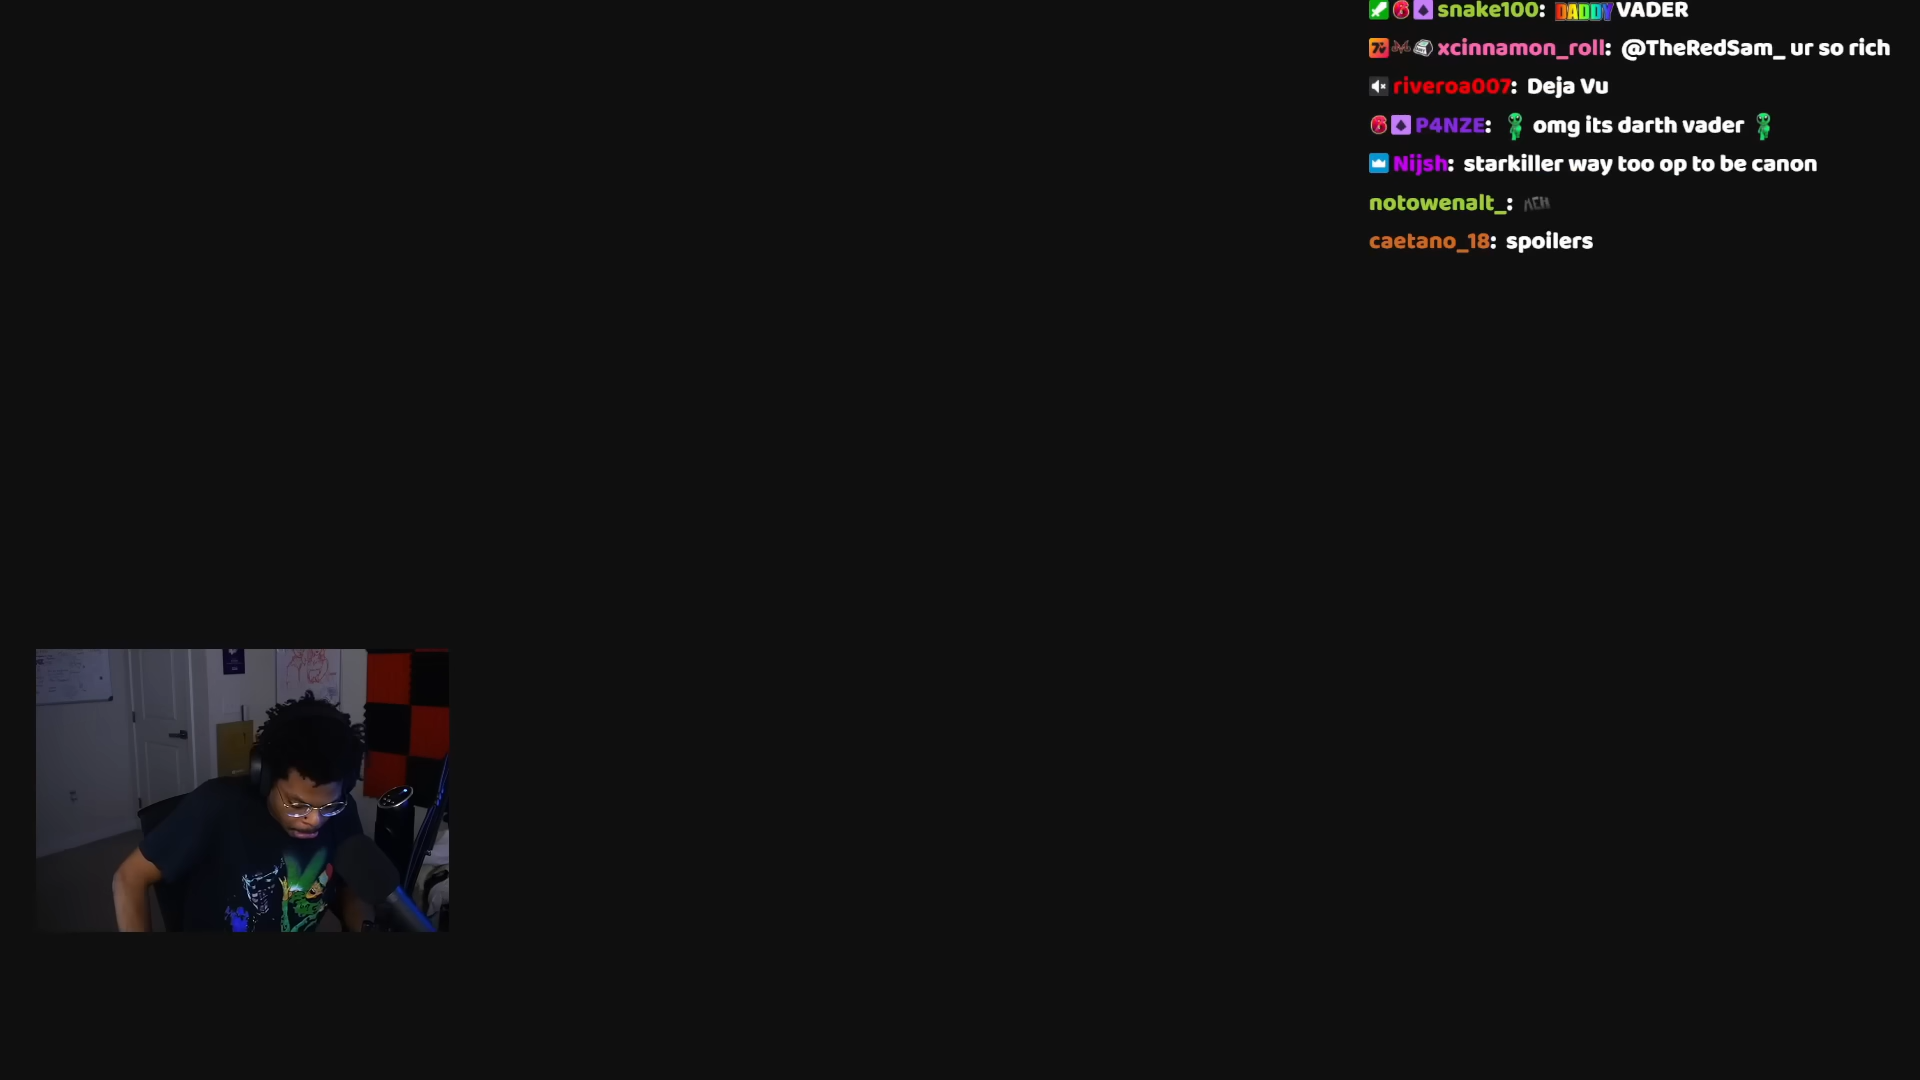 snake100: DADDY VADER
xcinnamon_roll: @TheRedSam_ ur so rich
riveroa007: Deja Vu
P4NZE: omg its darth vader
Nijsh: starkiller way too op to be canon
notowenalt_:
caetano_18: spoilers